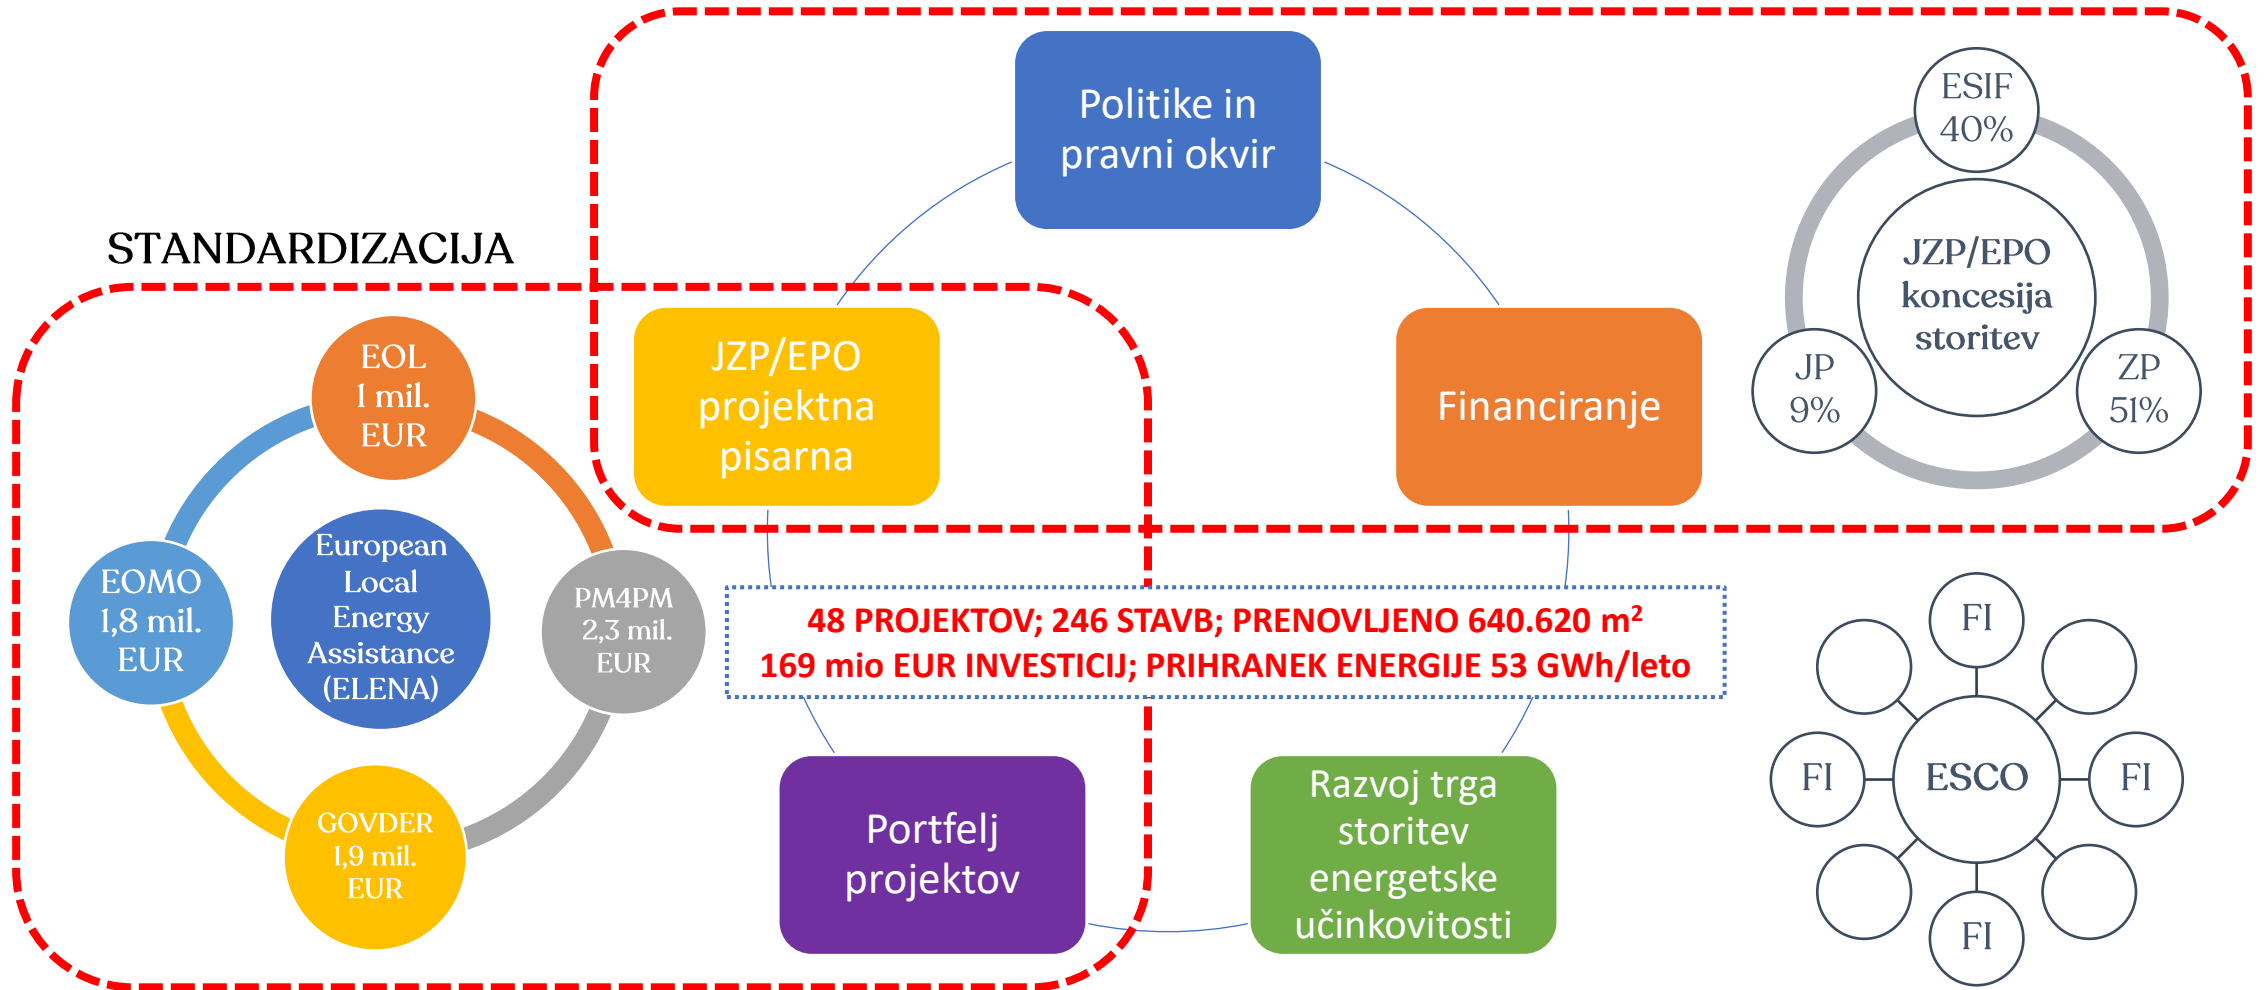 STANDARDIZACIJA
Politike in
pravni okvir
ESIF
40%
JZP/EPO
koncesija
storitev
JP
9%
ZP
51%
JZP/EPO
projektna
pisarna
Financiranje
EOL
1 mil.
EUR
EOMO
1,8 mil.
EUR
European
Local
Energy
Assistance
(ELENA)
PM4PM
2,3 mil.
EUR
GOVDER
1,9 mil.
EUR
48 PROJEKTOV; 246 STAVB; PRENOVLJENO 640.620 m²
169 mio EUR INVESTICIJ; PRIHRANEK ENERGIJE 53 GWh/leto
Portfelj
projektov
Razvoj trga
storitev
energetske
učinkovitosti
FI
FI
ESCO
FI
FI